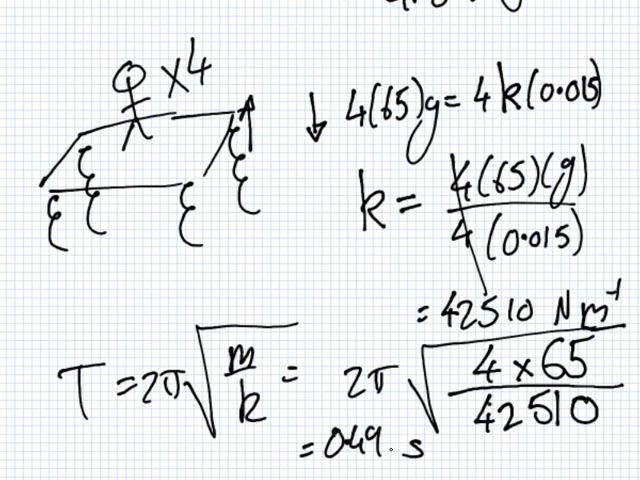 ×4
↓ 4(65)g = 4k(0.015)
k = 4(65)(g) / 4(0.015)
= 42510 Nm⁻¹
T = 2π√(m/k) = 2π√(4×65/42510)
= 0.49. s